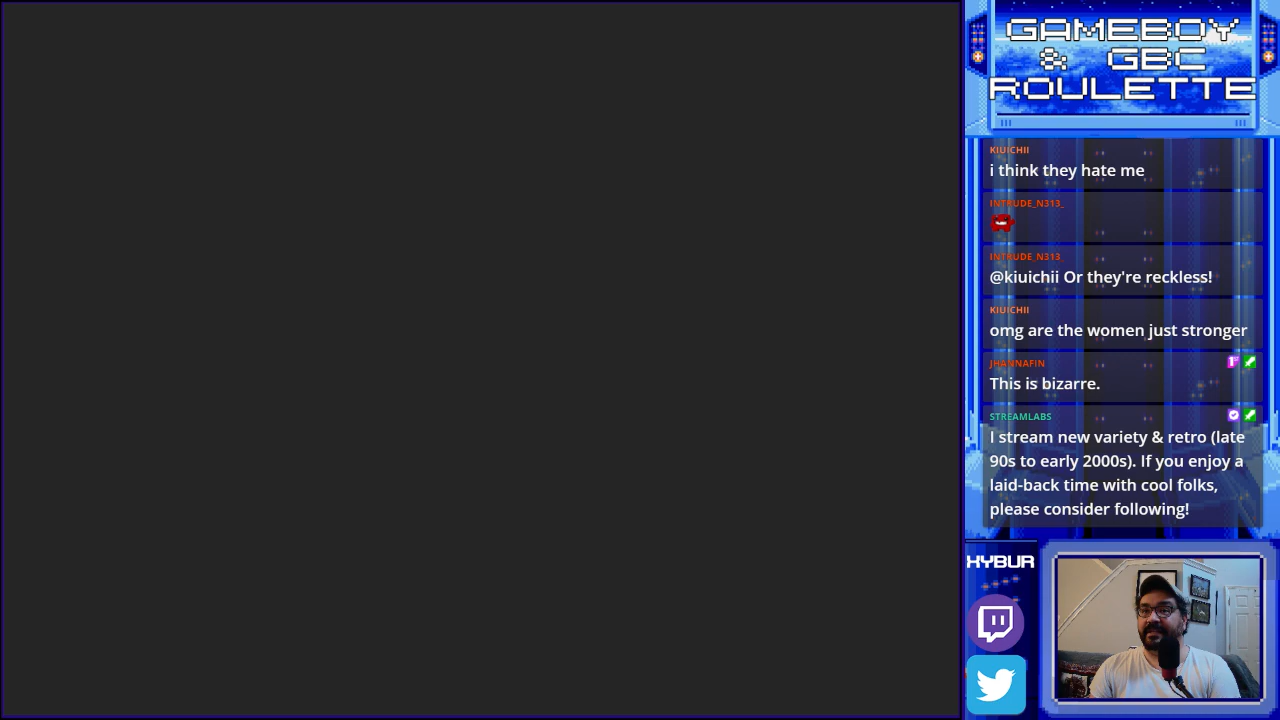 GAMEBOY
& GBC
ROULETTE
KIUICHII
i think they hate me
INTRUDE_N313_
INTRUDE_N313
@kiuichii Or they're reckless!
KIUICHII
omg are the women just stronger
JHANNAFIN
This is bizarre.
STREAMLABS
I stream new variety & retro (late
90s to early 2000s). If you enjoy a
laid-back time with cool folks,
please consider following!
HYBUR